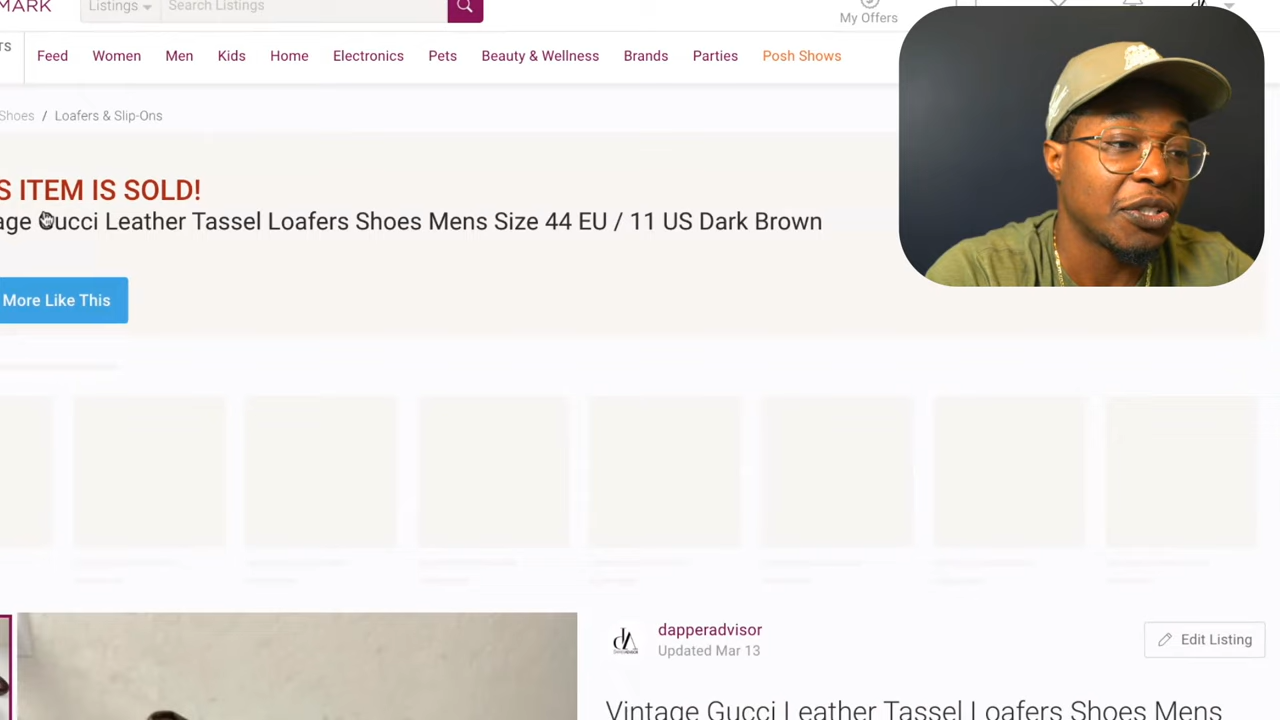 MARK
Listings
Search Listings
My Offers
rs
Feed
Women
Men
Kids
Home
Electronics
Pets
Beauty & Wellness
Brands
Parties
Posh Shows
Shoes / Loafers & Slip-Ons
S ITEM IS SOLD!
age Gucci Leather Tassel Loafers Shoes Mens Size 44 EU / 11 US Dark Brown
More Like This
dA
dapperadvisor
Updated Mar 13
Edit Listing
Vintage Gucci Leather Tassel Loafers Shoes Mens